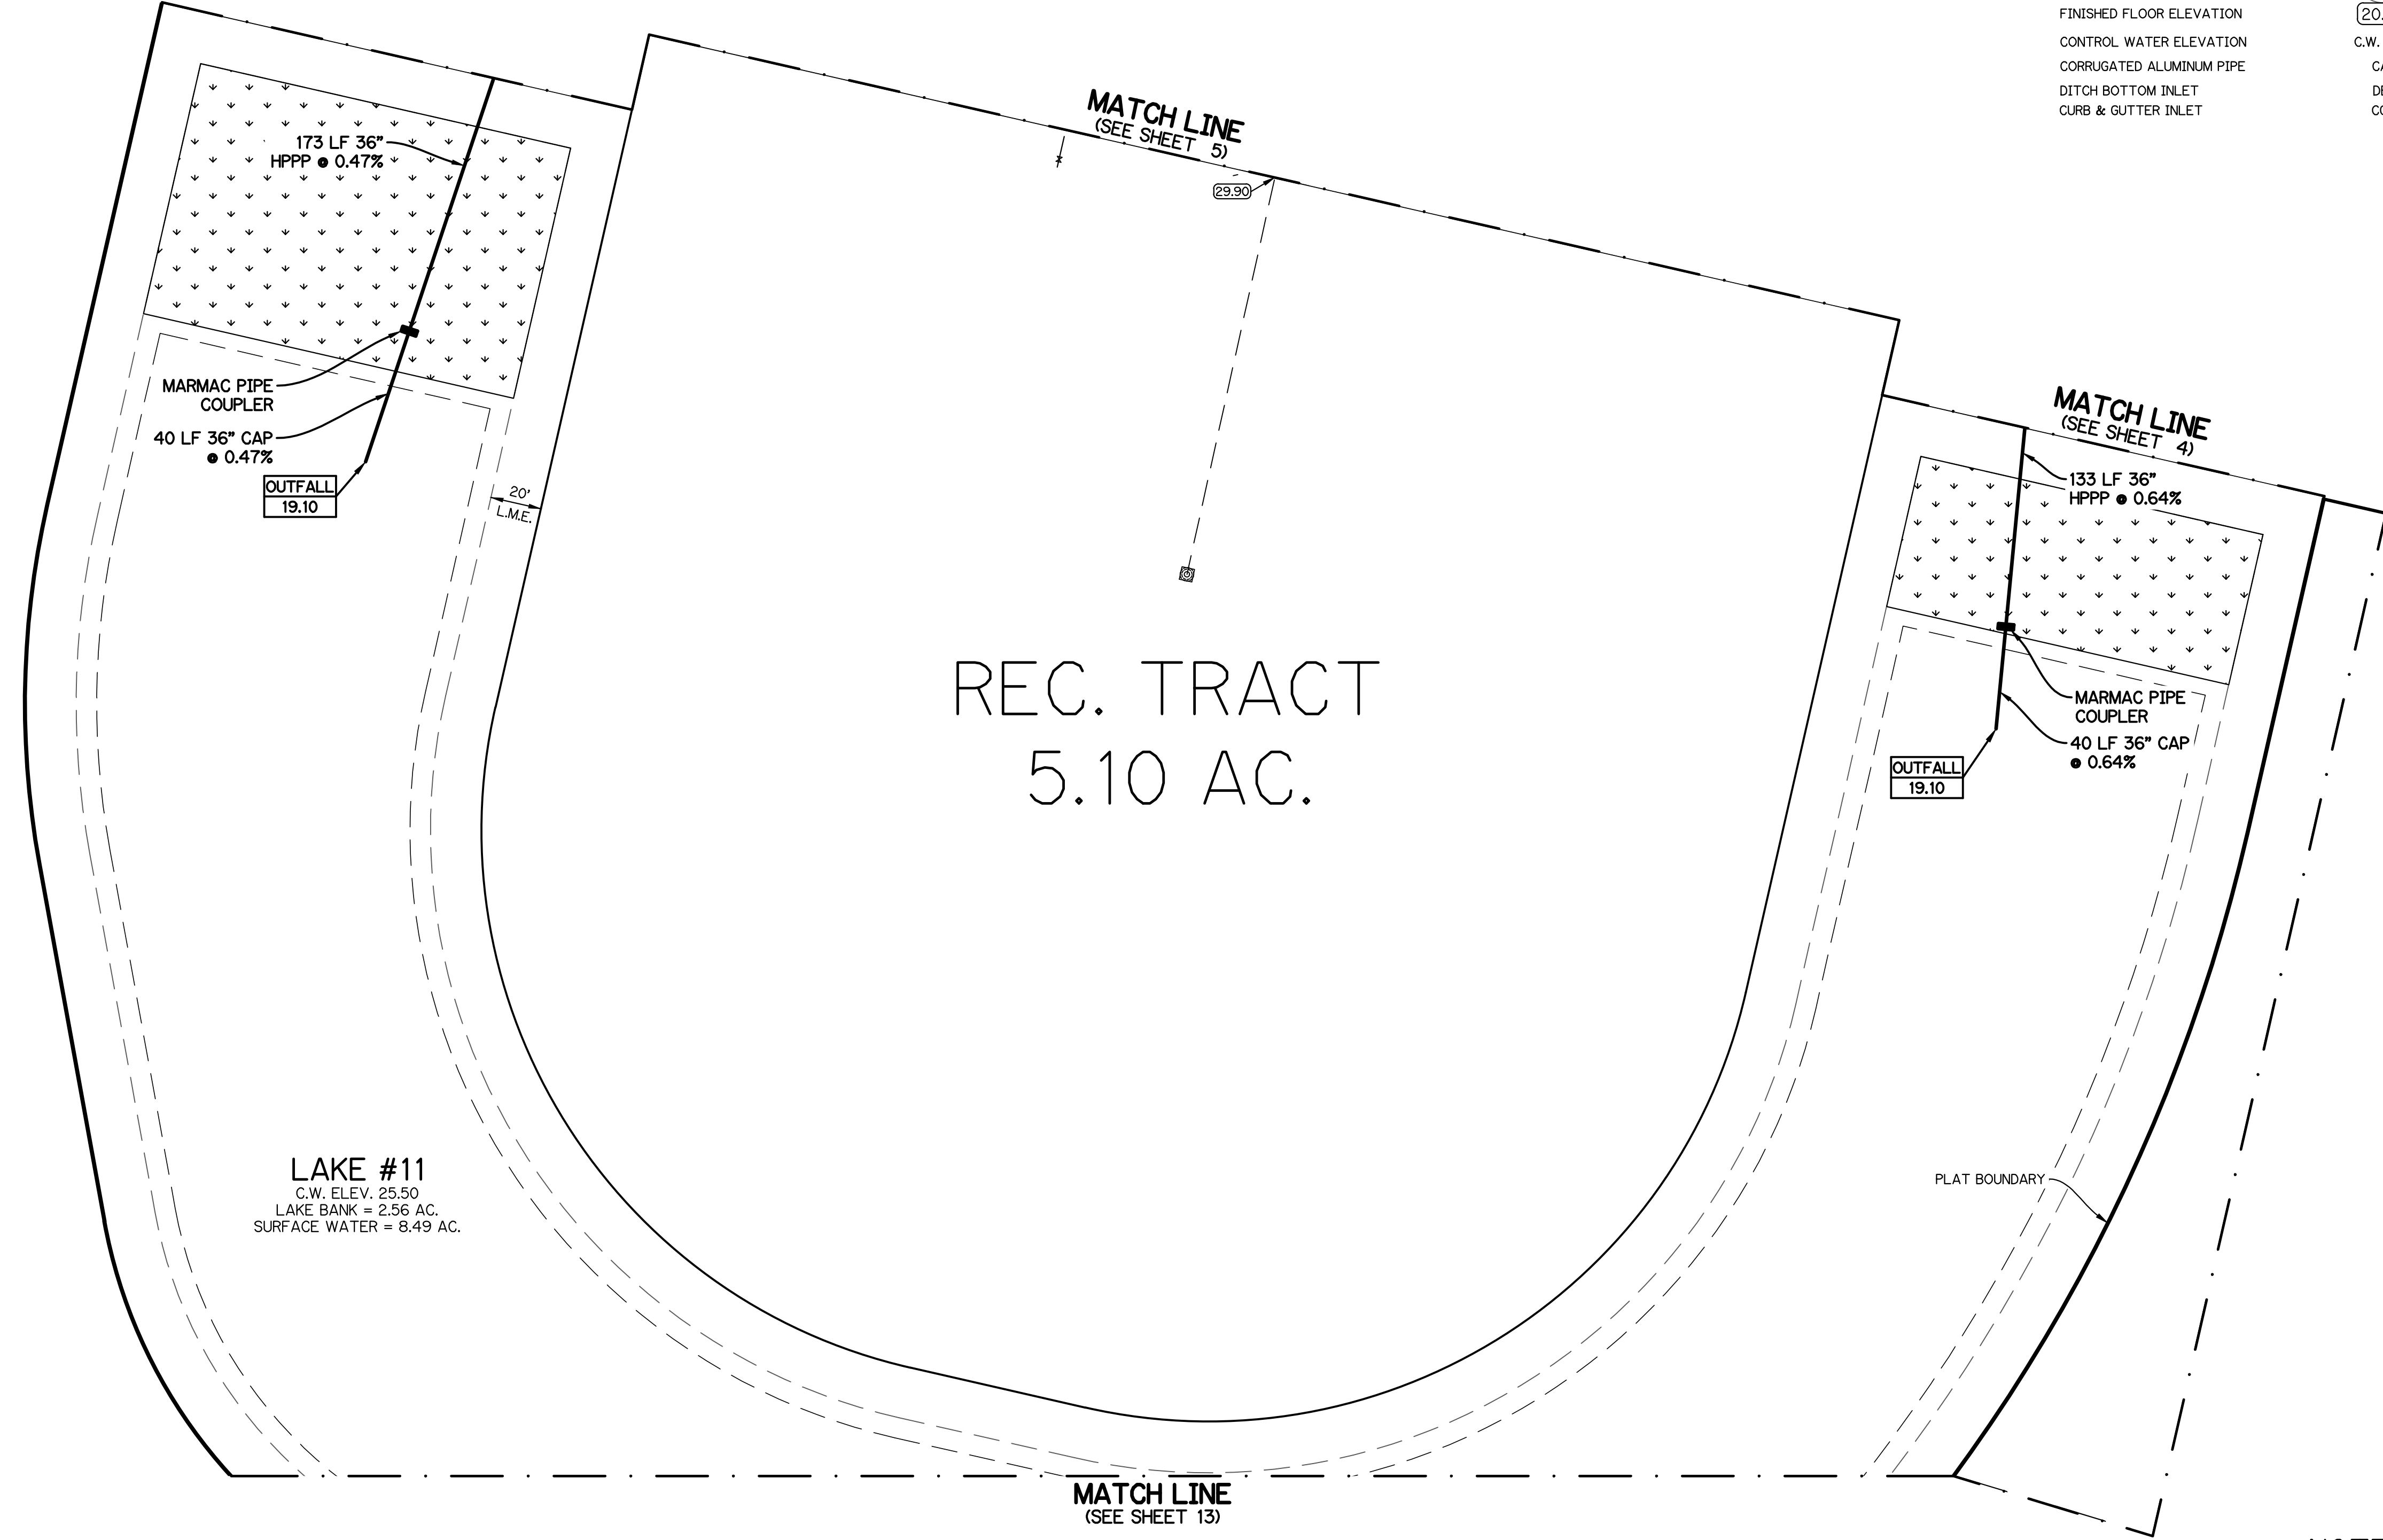 FINISHED FLOOR ELEVATION
CONTROL WATER ELEVATION C.W.
CORRUGATED ALUMINUM PIPE
DITCH BOTTOM INLET
CURB & GUTTER INLET
MATCH LINE
(SEE SHEET 5)
29.90
173 LF 36"
HPPP @ 0.47%
MARMAC PIPE
COUPLER
40 LF 36" CAP
@ 0.47%
OUTFALL
19.10
20'
L.M.E.
MATCH LINE
(SEE SHEET 4)
133 LF 36"
HPPP @ 0.64%
MARMAC PIPE
COUPLER
40 LF 36" CAP
@ 0.64%
OUTFALL
19.10
REC. TRACT
5.10 AC.
LAKE #11
C.W. ELEV. 25.50
LAKE BANK = 2.56 AC.
SURFACE WATER = 8.49 AC.
PLAT BOUNDARY
MATCH LINE
(SEE SHEET 13)